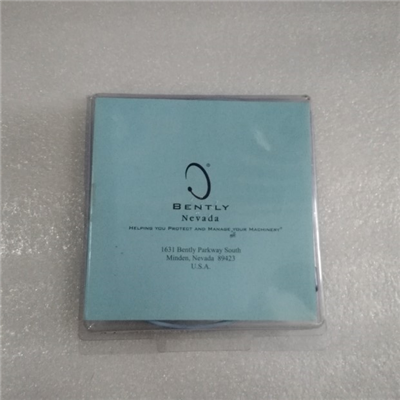 ®
BENTLY
Nevada
HELPING YOU PROTECT AND MANAGE YOUR MACHINERY®
1631 Bently Parkway South
Minden, Nevada 89423
U.S.A.